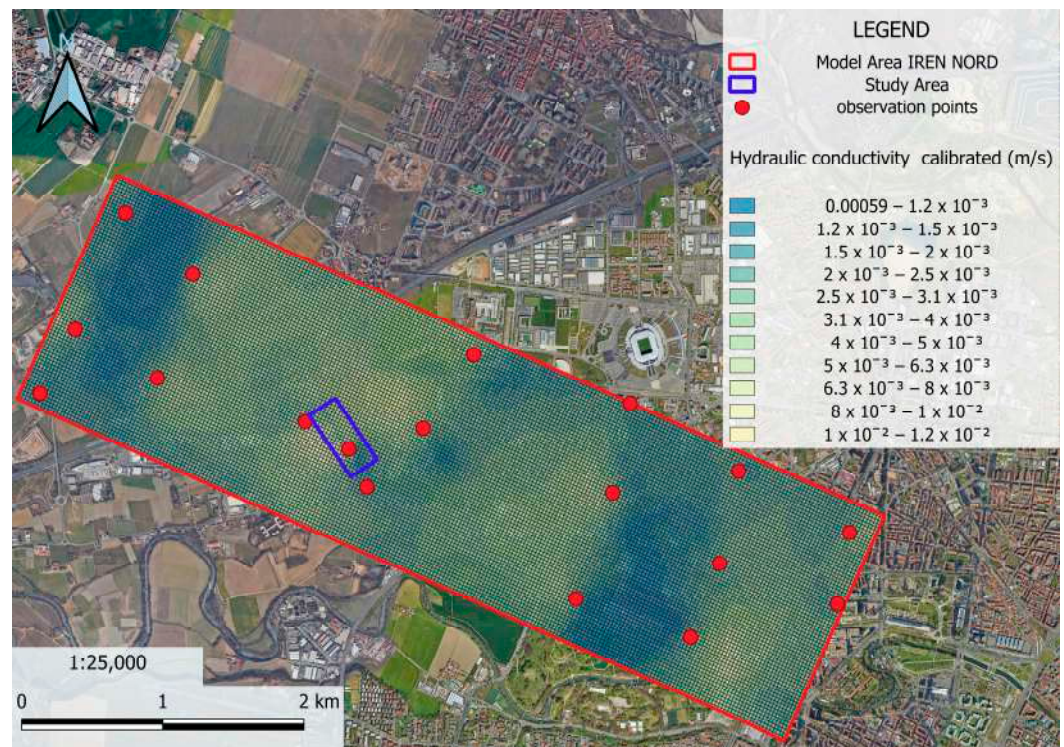 N
LEGEND
Model Area IREN NORD
Study Area
observation points
Hydraulic conductivity calibrated (m/s)
0.00059 – 1.2 x 10⁻³
1.2 x 10⁻³ – 1.5 x 10⁻³
1.5 x 10⁻³ – 2 x 10⁻³
2 x 10⁻³ – 2.5 x 10⁻³
2.5 x 10⁻³ – 3.1 x 10⁻³
3.1 x 10⁻³ – 4 x 10⁻³
4 x 10⁻³ – 5 x 10⁻³
5 x 10⁻³ – 6.3 x 10⁻³
6.3 x 10⁻³ – 8 x 10⁻³
8 x 10⁻³ – 1 x 10⁻²
1 x 10⁻² – 1.2 x 10⁻²
1:25,000
0 1 2 km